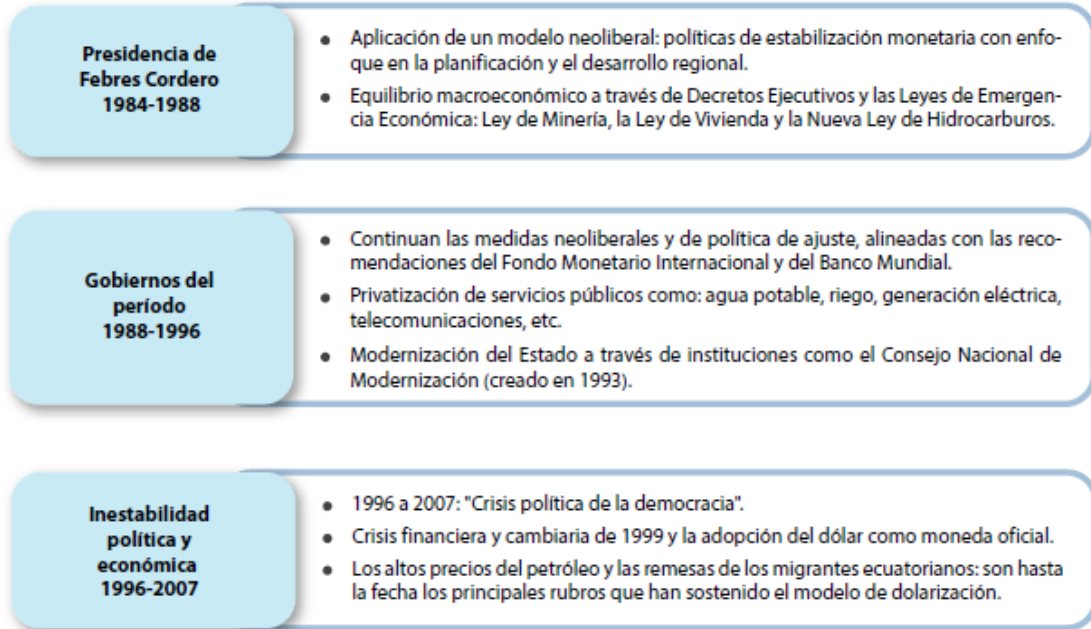 Presidencia de
Febres Cordero
1984-1988
● Aplicación de un modelo neoliberal: políticas de estabilización monetaria con enfo-
que en la planificación y el desarrollo regional.
● Equilibrio macroeconómico a través de Decretos Ejecutivos y las Leyes de Emergen-
cia Económica: Ley de Minería, la Ley de Vivienda y la Nueva Ley de Hidrocarburos.
Gobiernos del
período
1988-1996
● Continuan las medidas neoliberales y de política de ajuste, alineadas con las reco-
mendaciones del Fondo Monetario Internacional y del Banco Mundial.
● Privatización de servicios públicos como: agua potable, riego, generación eléctrica,
telecomunicaciones, etc.
● Modernización del Estado a través de instituciones como el Consejo Nacional de
Modernización (creado en 1993).
Inestabilidad
política y
económica
1996-2007
● 1996 a 2007: "Crisis política de la democracia".
● Crisis financiera y cambiaria de 1999 y la adopción del dólar como moneda oficial.
● Los altos precios del petróleo y las remesas de los migrantes ecuatorianos: son hasta
la fecha los principales rubros que han sostenido el modelo de dolarización.